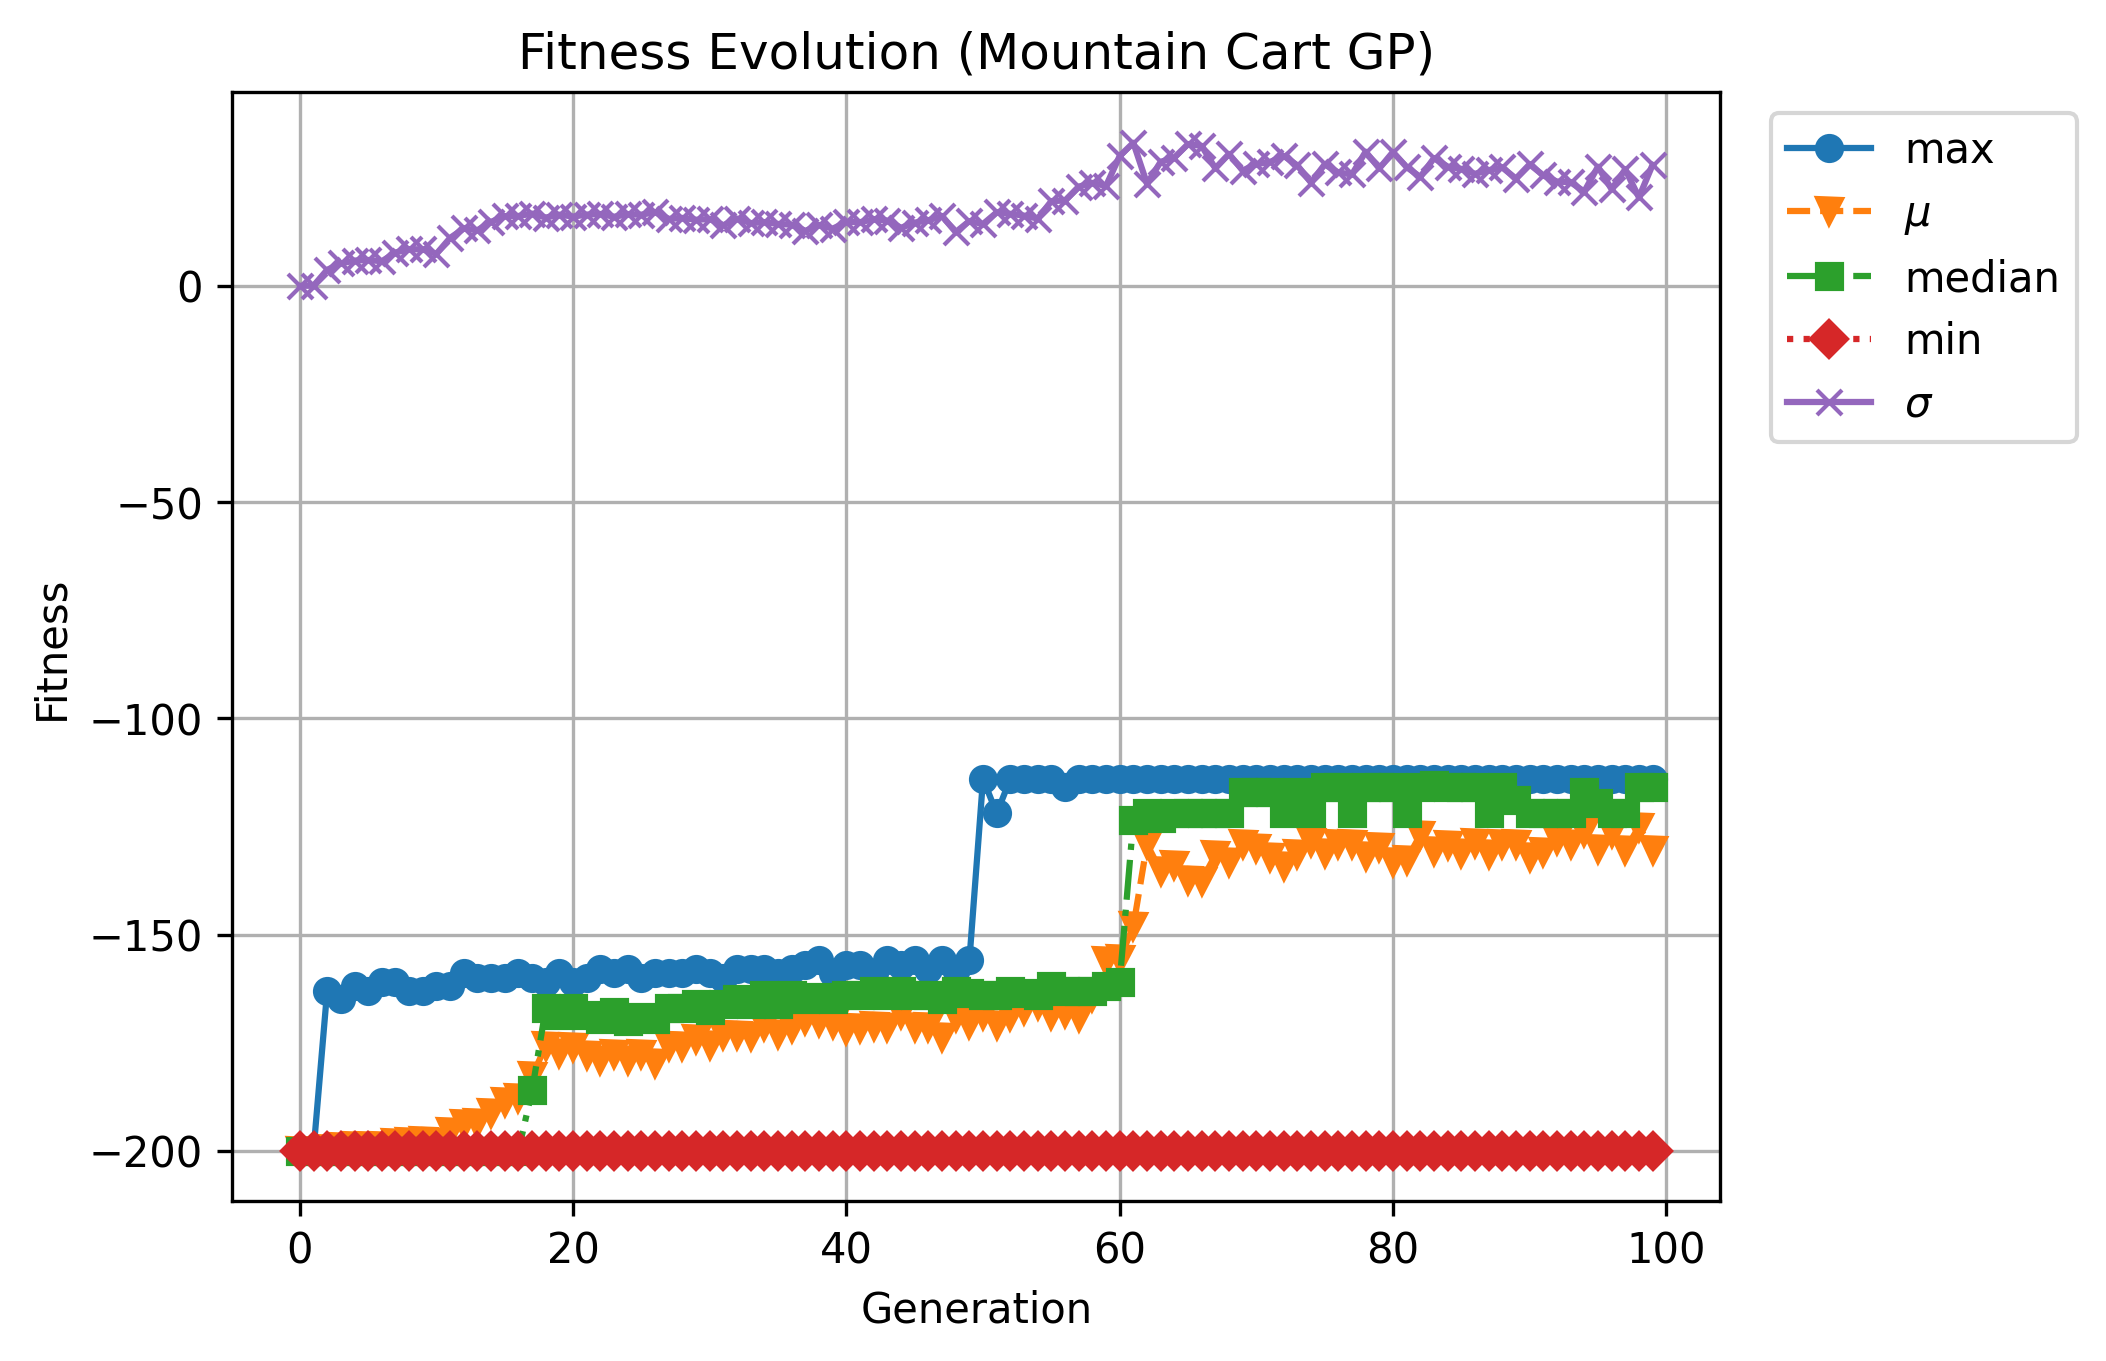 Fitness Evolution (Mountain Cart GP)
max
μ
median
min
σ
0
−50
−100
−150
−200
Fitness
0 20 40 60 80 100
Generation